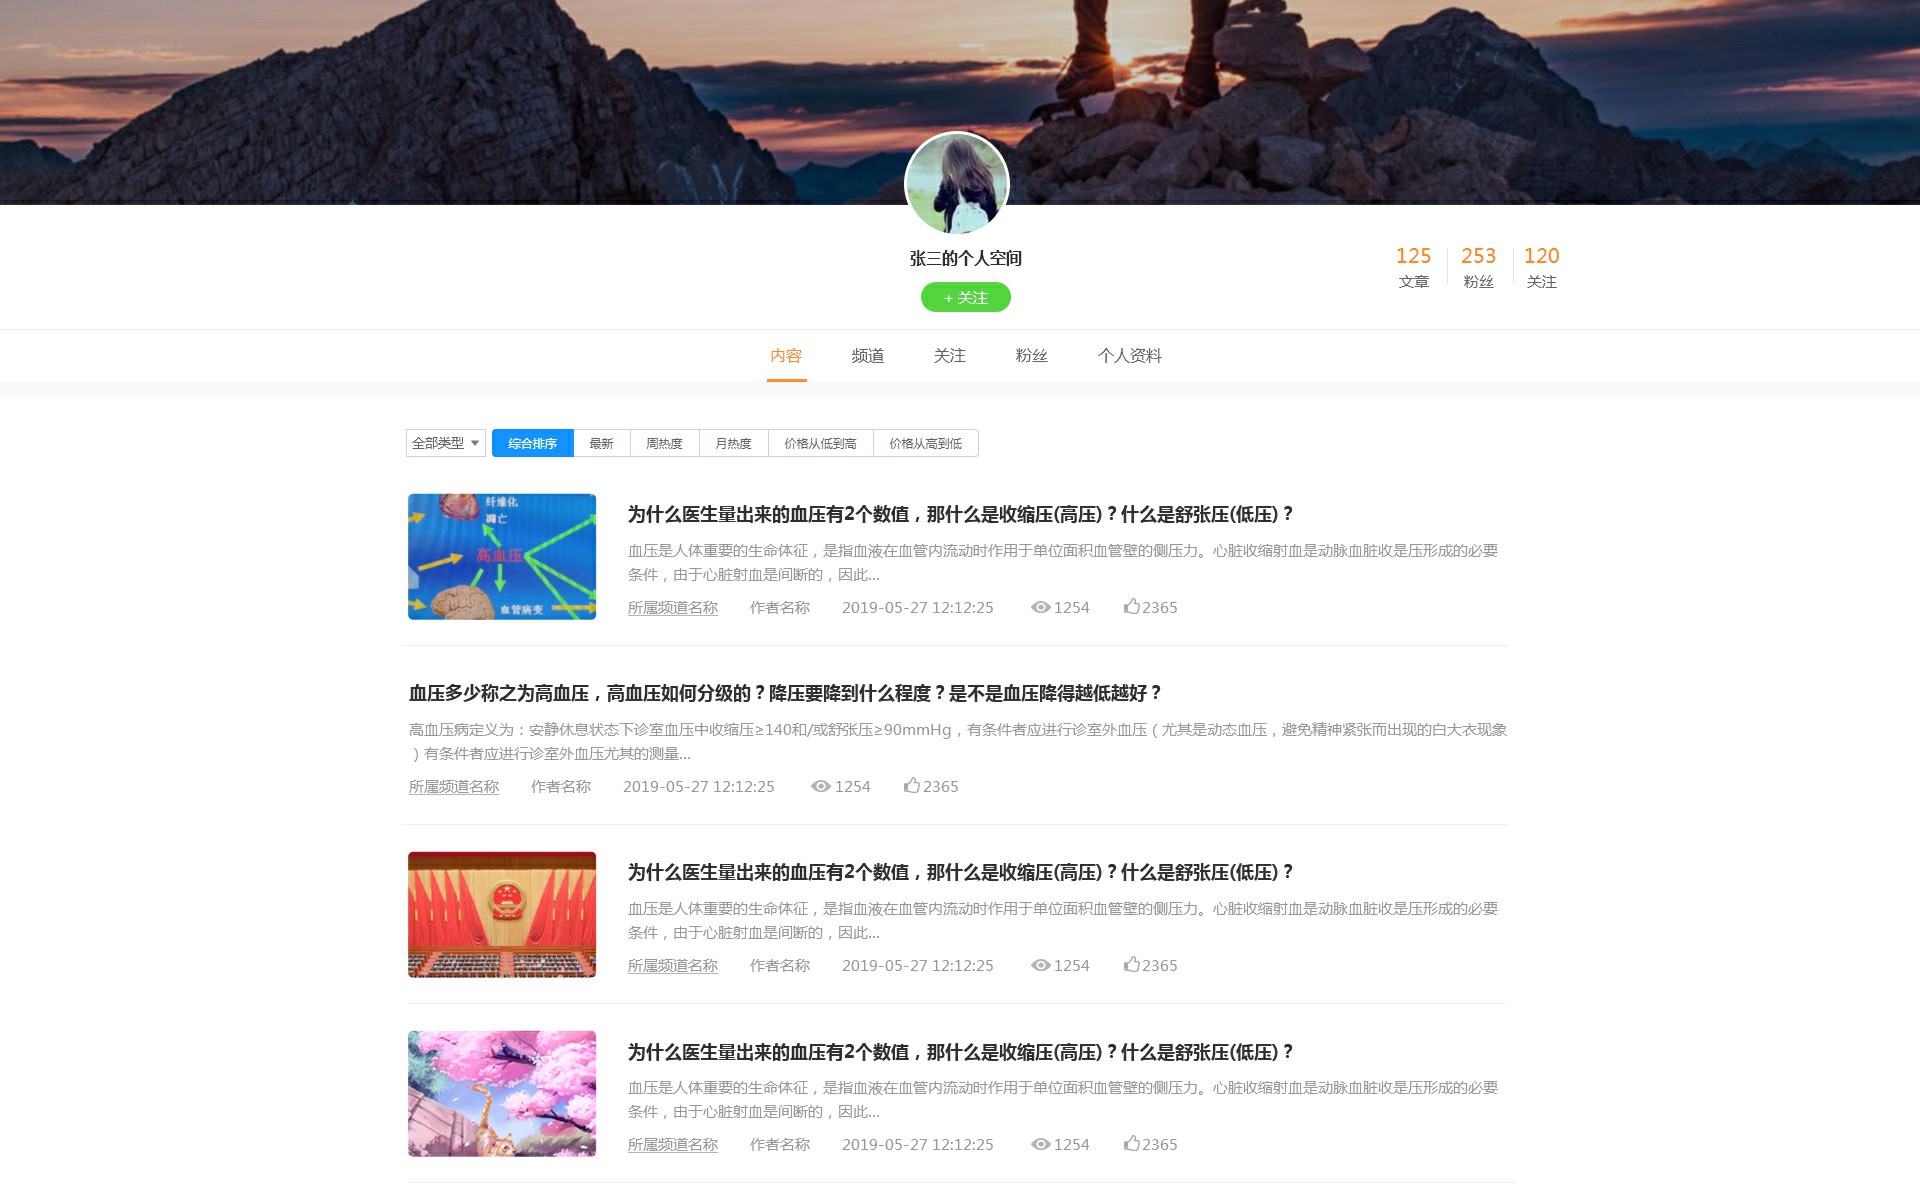 张三的个人空间
+ 关注
125
文章
253
粉丝
120
关注
内容
频道
关注
粉丝
个人资料
全部类型
综合排序
最新
周热度
月热度
价格从低到高
价格从高到低
纤维化
凋亡
高血压
血管病变
为什么医生量出来的血压有2个数值，那什么是收缩压(高压)？什么是舒张压(低压)？
血压是人体重要的生命体征，是指血液在血管内流动时作用于单位面积血管壁的侧压力。心脏收缩射血是动脉血脏收是压形成的必要
条件，由于心脏射血是间断的，因此...
所属频道名称 作者名称 2019-05-27 12:12:25 1254 2365
血压多少称之为高血压，高血压如何分级的？降压要降到什么程度？是不是血压降得越低越好？
高血压病定义为：安静休息状态下诊室血压中收缩压≥140和/或舒张压≥90mmHg，有条件者应进行诊室外血压（尤其是动态血压，避免精神紧张而出现的白大衣现象
）有条件者应进行诊室外血压尤其的测量...
所属频道名称 作者名称 2019-05-27 12:12:25 1254 2365
为什么医生量出来的血压有2个数值，那什么是收缩压(高压)？什么是舒张压(低压)？
血压是人体重要的生命体征，是指血液在血管内流动时作用于单位面积血管壁的侧压力。心脏收缩射血是动脉血脏收是压形成的必要
条件，由于心脏射血是间断的，因此...
所属频道名称 作者名称 2019-05-27 12:12:25 1254 2365
为什么医生量出来的血压有2个数值，那什么是收缩压(高压)？什么是舒张压(低压)？
血压是人体重要的生命体征，是指血液在血管内流动时作用于单位面积血管壁的侧压力。心脏收缩射血是动脉血脏收是压形成的必要
条件，由于心脏射血是间断的，因此...
所属频道名称 作者名称 2019-05-27 12:12:25 1254 2365